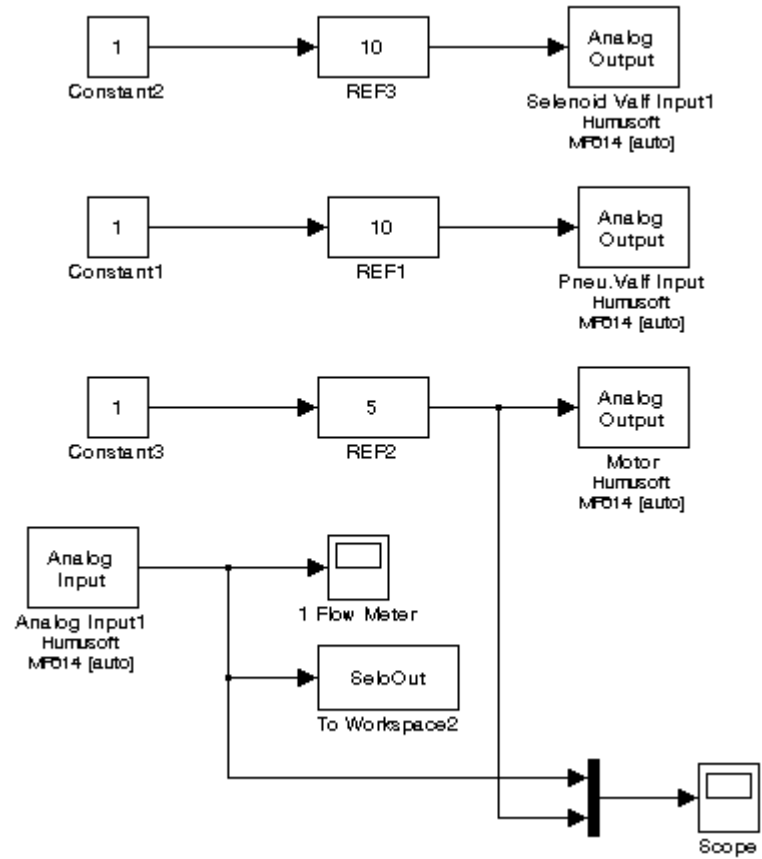 1
10
Analog
Output
Constant2
REF3
Selenoid Valf Input1
Humusoft
MF614 [auto]
1
10
Analog
Output
Constant1
REF1
Pneu.Valf Input
Humusoft
MF614 [auto]
1
5
Analog
Output
Constant3
REF2
Motor
Humusoft
MF614 [auto]
Analog
Input
Analog Input1
Humusoft
MF614 [auto]
1 Flow Meter
SeloOut
To Workspace2
Scope